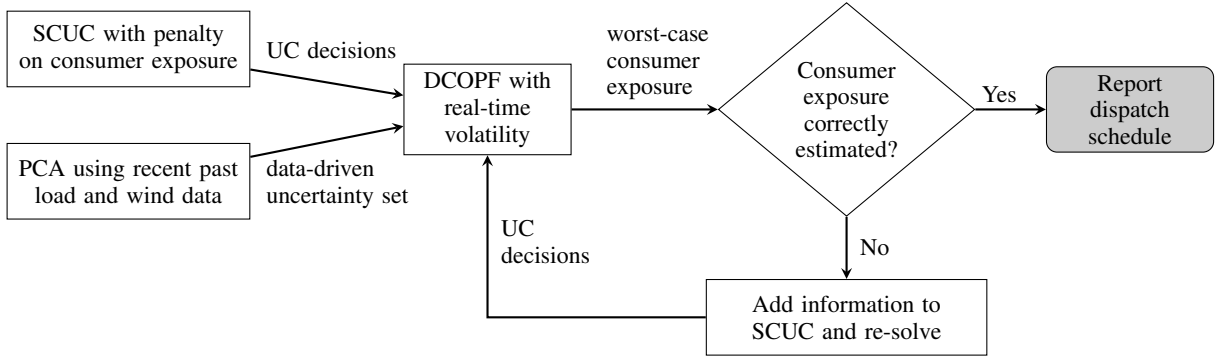 SCUC with penalty
on consumer exposure
UC decisions
PCA using recent past
load and wind data
data-driven
uncertainty set
DCOPF with
real-time
volatility
worst-case
consumer
exposure
Consumer
exposure
correctly
estimated?
Yes
Report
dispatch
schedule
No
Add information to
SCUC and re-solve
UC
decisions